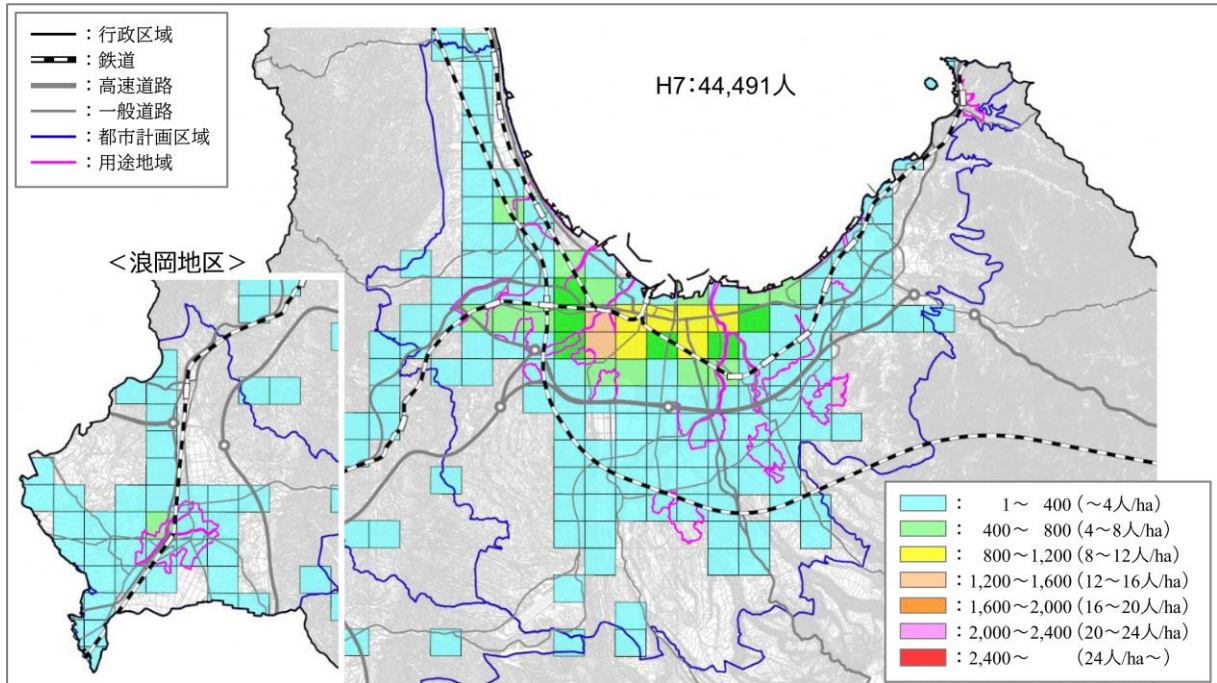 ：行政区域
：鉄道
：高速道路
：一般道路
：都市計画区域
：用途地域
H7：44,491人
＜浪岡地区＞
： 1～ 400（～4人/ha）
： 400～ 800（4～8人/ha）
： 800～1,200（8～12人/ha）
：1,200～1,600（12～16人/ha）
：1,600～2,000（16～20人/ha）
：2,000～2,400（20～24人/ha）
：2,400～ （24人/ha～）